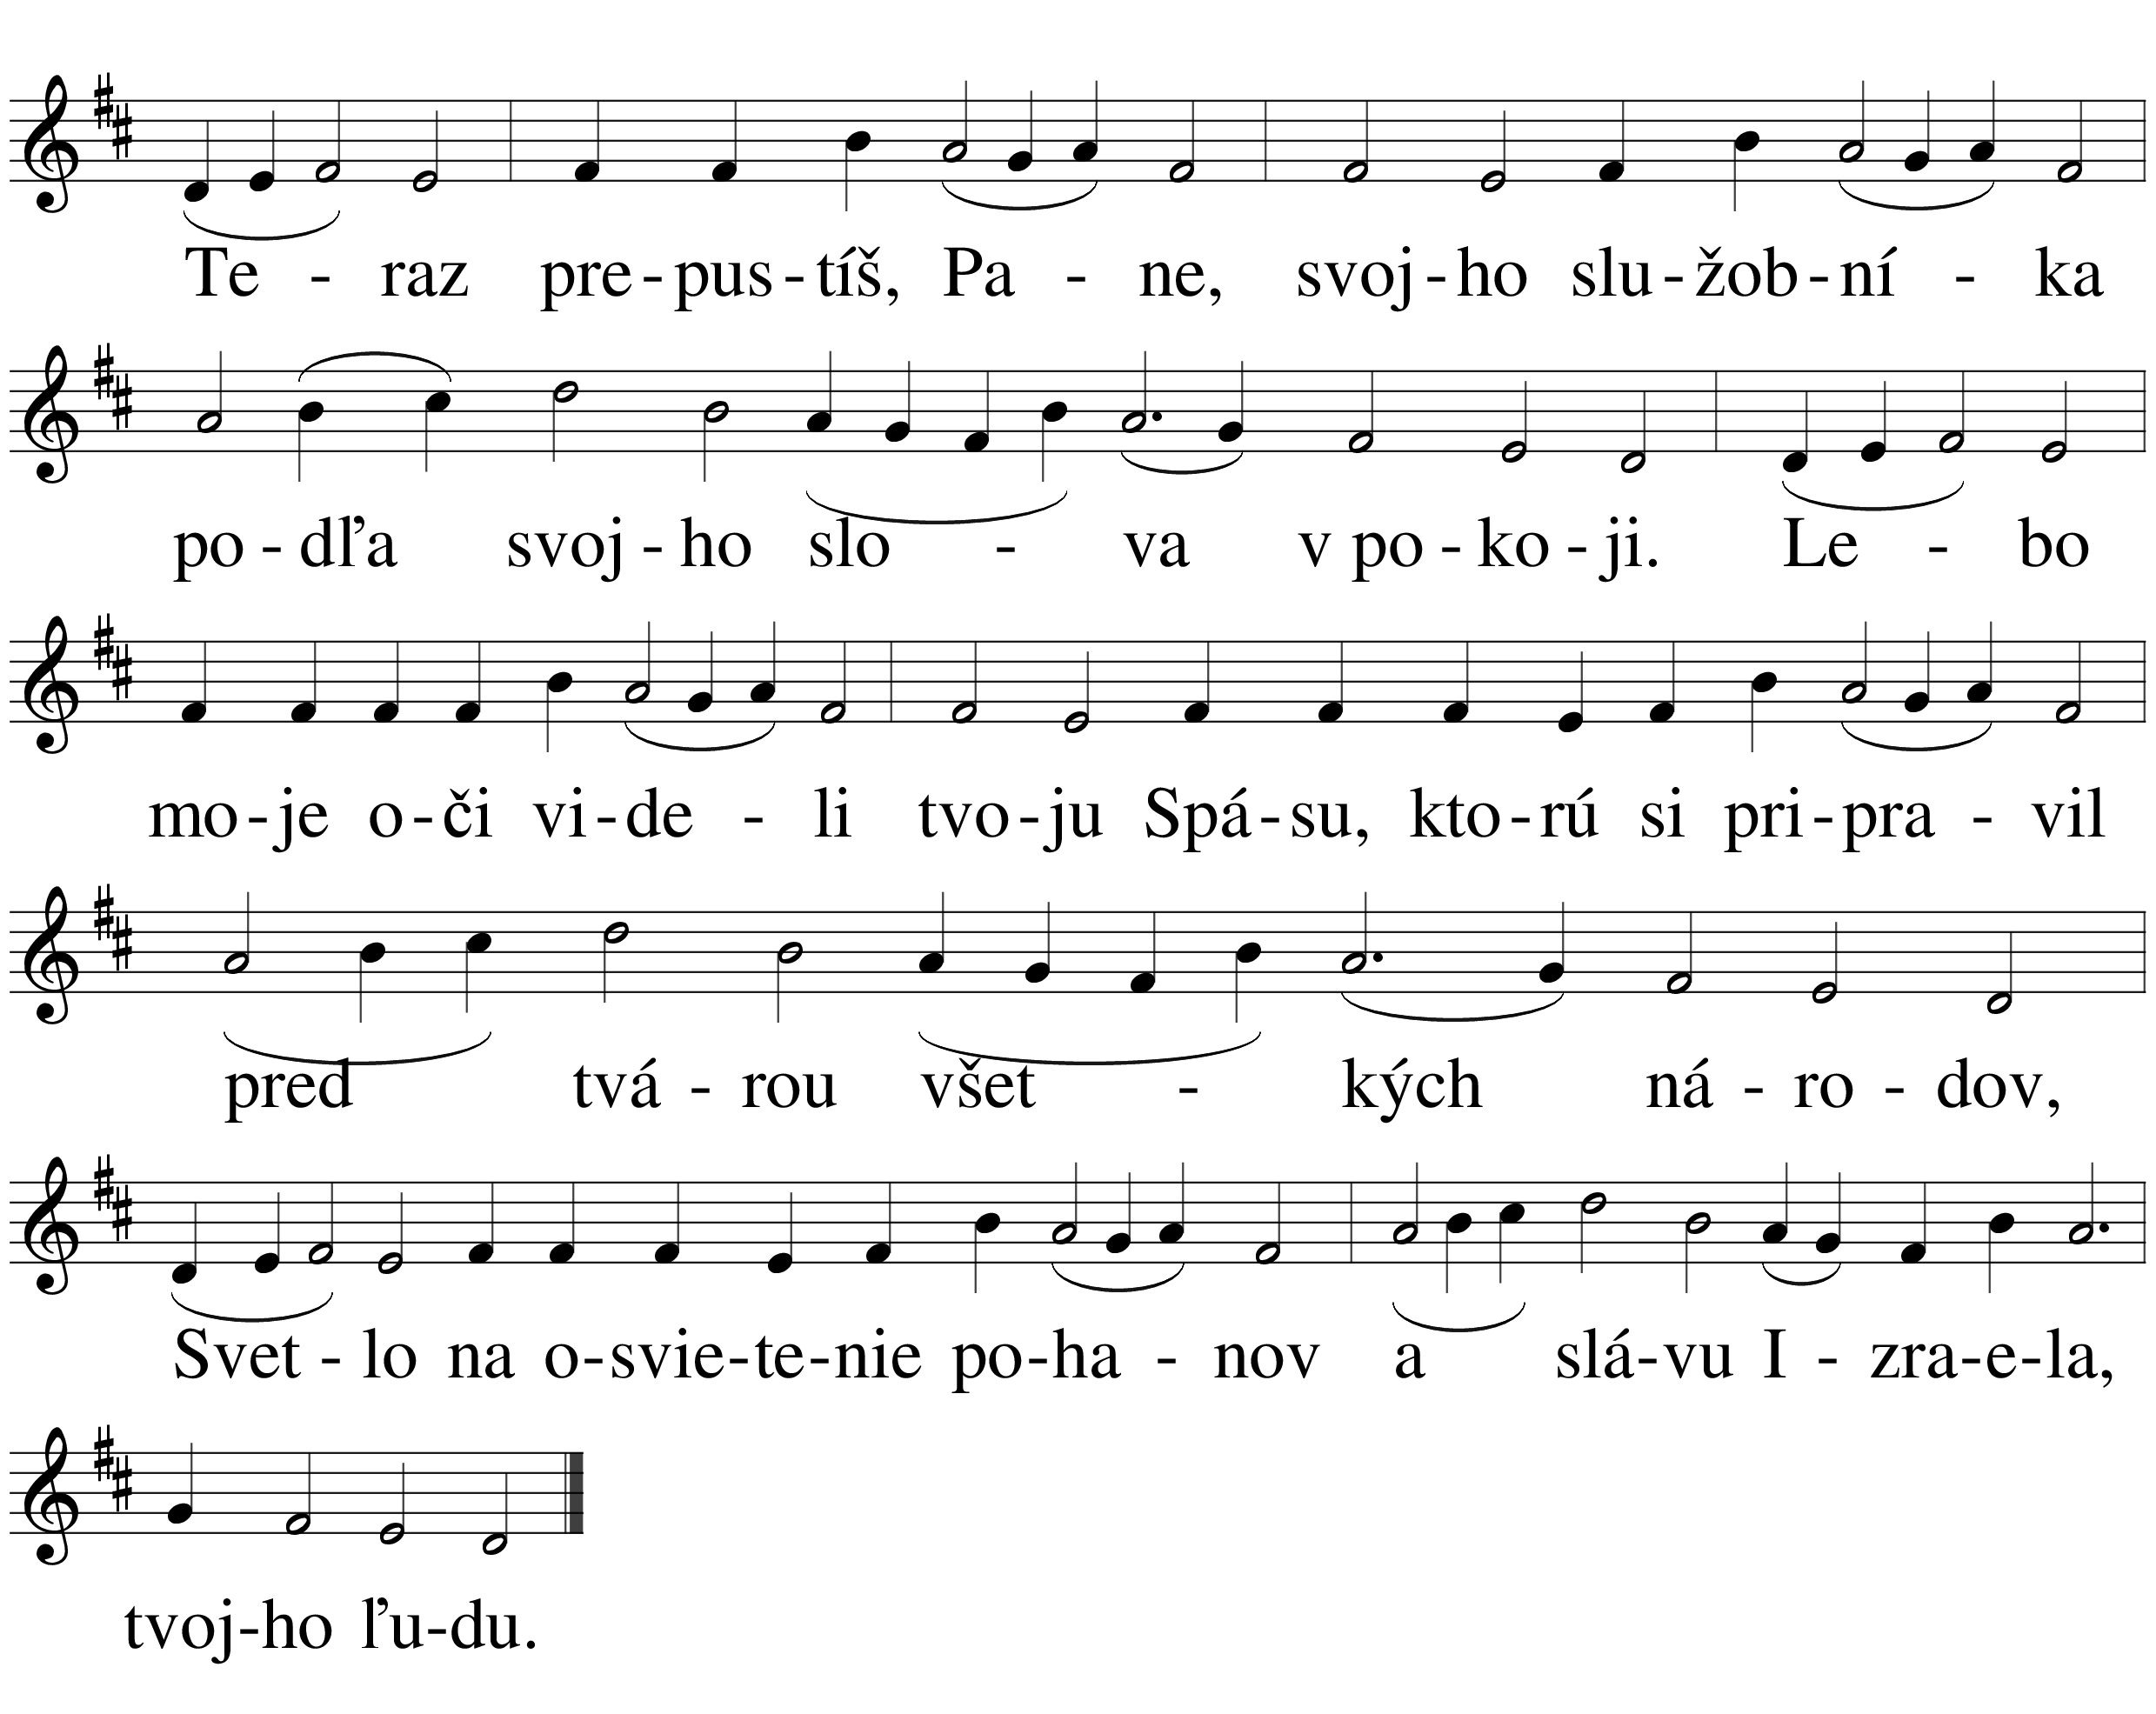 Te - raz pre-pus-tíš, Pa - ne, svoj-ho slu-žob-ní - ka
po-dľa svoj-ho slo - va v po-ko-ji. Le - bo
mo-je o-či vi-de - li tvo-ju Spá-su, kto-rú si pri-pra - vil
pred tvá - rou všet - kých ná - ro - dov,
Svet - lo na o-svie-te-nie po-ha - nov a slá-vu I - zra-e-la,
tvoj-ho ľu-du.